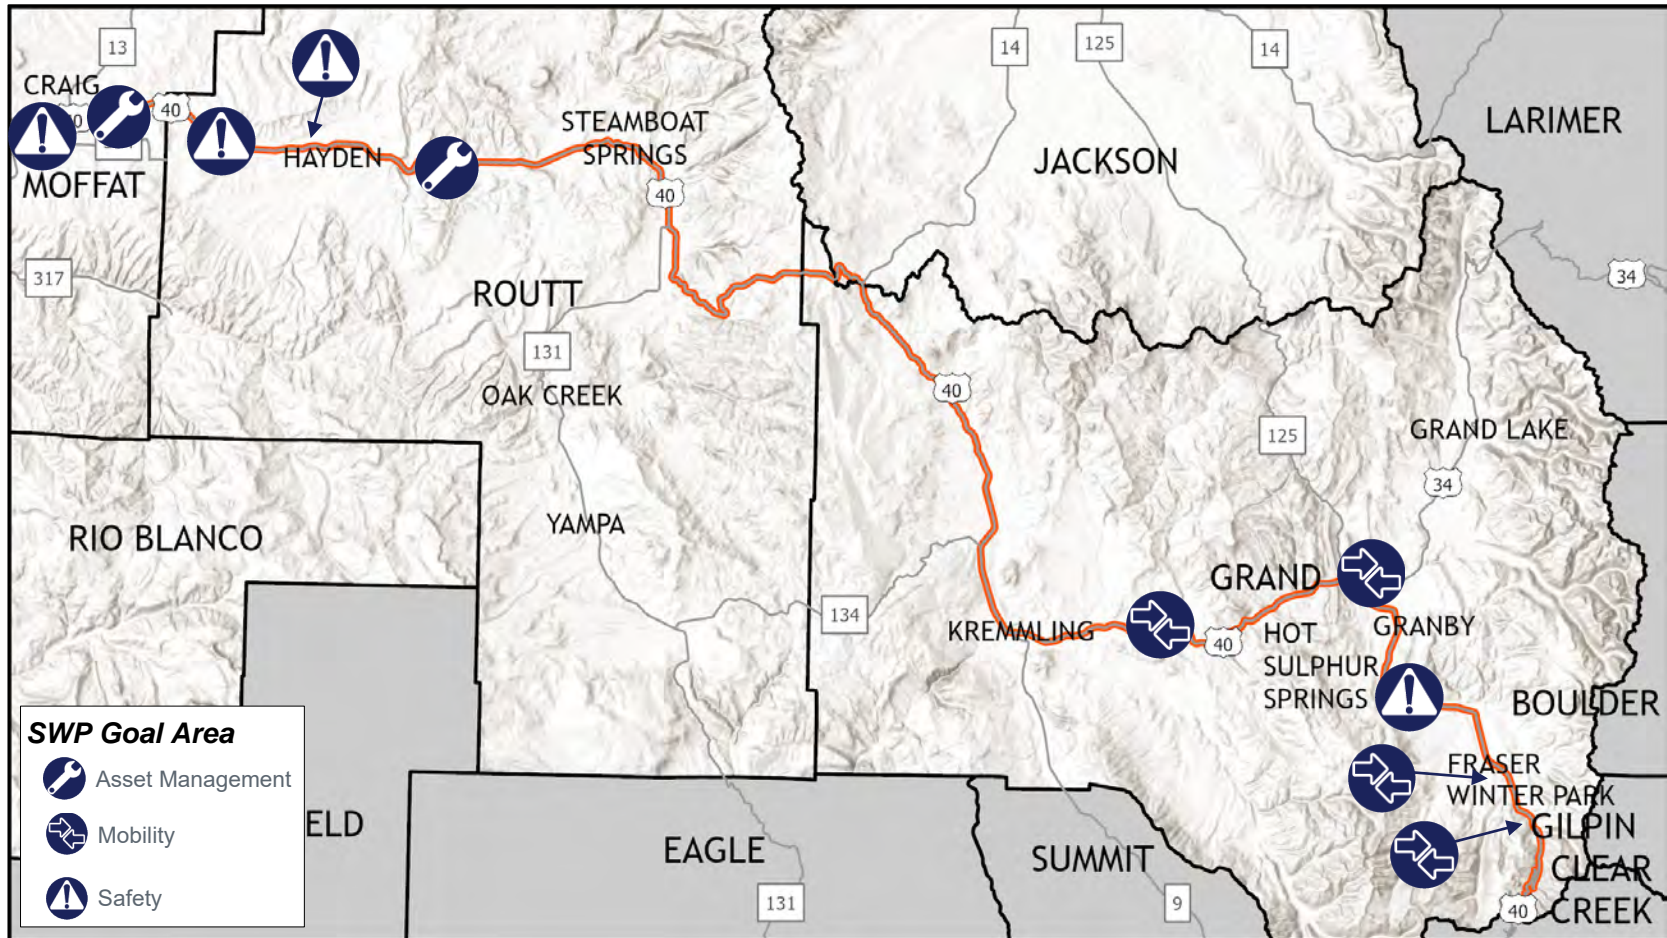 13
14
125
14
CRAIG
40
LARIMER
STEAMBOAT
SPRINGS
HAYDEN
JACKSON
MOFFAT
40
317
34
ROUTT
131
OAK CREEK
40
125
GRAND LAKE
34
YAMPA
RIO BLANCO
GRAND
134
KREMMLING
40
HOT
SULPHUR
SPRINGS
GRANBY
BOULDER
SWP Goal Area
Asset Management
Mobility
Safety
FRASER
WINTER PARK
GILPIN
ELD
EAGLE
SUMMIT
CLEAR
CREEK
131
9
40